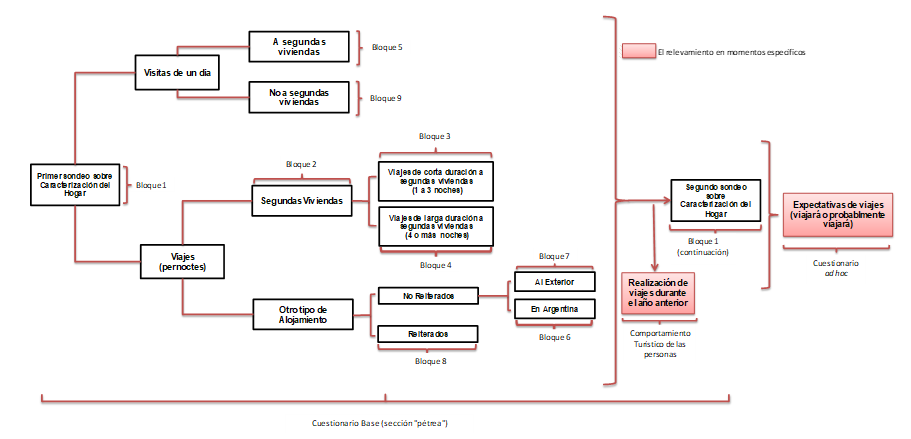 A segundas
viviendas
Bloque 5
Visitas de un día
No a segundas
viviendas
Bloque 9
El relevamiento en momentos específicos
Primer sondeo sobre
Caracterización del
Hogar
Bloque 1
Bloque 2
Segundas Viviendas
Bloque 3
Viajes de corta duración a
segundas viviendas
(1 a 3 noches)
Viajes de larga duración a
segundas viviendas
(4 o más noches)
Bloque 4
Viajes
(pernoctes)
Otro tipo de
Alojamiento
No Reiterados
Reiterados
Bloque 8
Bloque 7
Al Exterior
En Argentina
Bloque 6
Segundo sondeo
sobre
Caracterización del
Hogar
Bloque 1
(continuación)
Realización de
viajes durante
el año anterior
Comportamiento
Turístico de las
personas
Expectativas de viajes
(viajará o probablmente
viajará)
Cuestionario
ad hoc
Cuestionario Base (sección "pétrea")